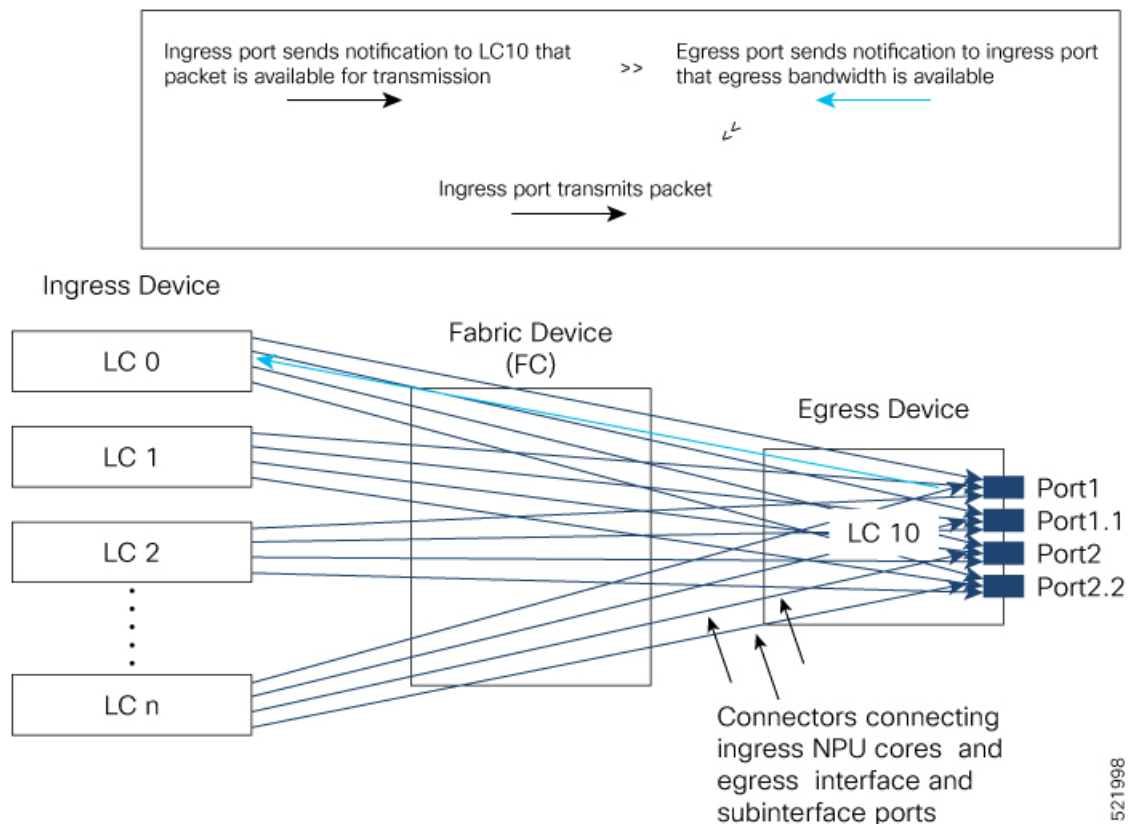 Ingress port sends notification to LC10 that
packet is available for transmission
>>
Egress port sends notification to ingress port
that egress bandwidth is available
Ingress port transmits packet
Ingress Device
Fabric Device
(FC)
Egress Device
LC 0
LC 1
LC 2
LC n
LC 10
Port1
Port1.1
Port2
Port2.2
Connectors connecting
ingress NPU cores and
egress interface and
subinterface ports
521998